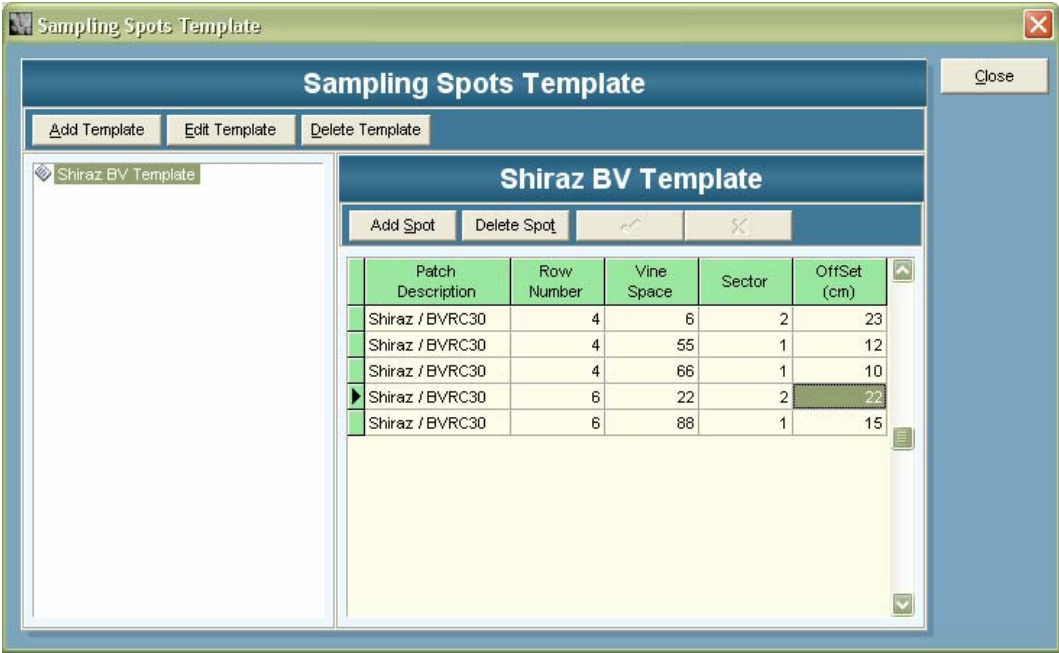 Sampling Spots Template
Sampling Spots Template
Close
Add Template Edit Template Delete Template
Shiraz BV Template
Shiraz BV Template
Add Spot Delete Spot
Patch Description Row Number Vine Space Sector OffSet (cm)
Shiraz / BVRC30 4 6 2 23
Shiraz / BVRC30 4 55 1 12
Shiraz / BVRC30 4 66 1 10
Shiraz / BVRC30 6 22 2 22
Shiraz / BVRC30 6 88 1 15